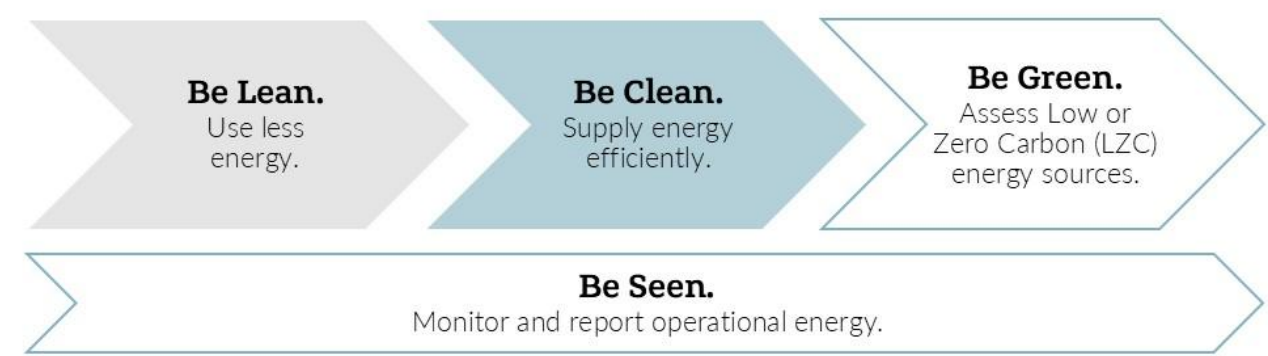 Be Lean.
Use less
energy.
Be Clean.
Supply energy
efficiently.
Be Green.
Assess Low or
Zero Carbon (LZC)
energy sources.
Be Seen.
Monitor and report operational energy.